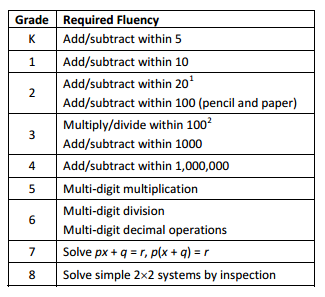 Grade Required Fluency
K Add/subtract within 5
1 Add/subtract within 10
2 Add/subtract within 20¹
Add/subtract within 100 (pencil and paper)
3 Multiply/divide within 100²
Add/subtract within 1000
4 Add/subtract within 1,000,000
5 Multi-digit multiplication
6 Multi-digit division
Multi-digit decimal operations
7 Solve px + q = r, p(x + q) = r
8 Solve simple 2×2 systems by inspection